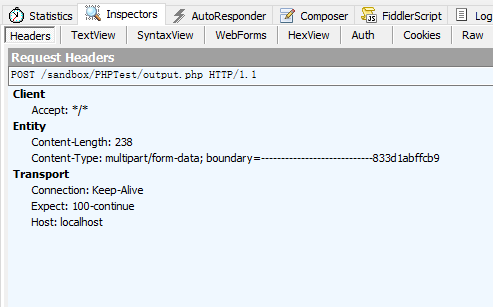 Statistics Inspectors AutoResponder Composer FiddlerScript Log
Headers TextView SyntaxView WebForms HexView Auth Cookies Raw
Request Headers
POST /sandbox/PHPTest/output.php HTTP/1.1
Client
Accept: */*
Entity
Content-Length: 238
Content-Type: multipart/form-data; boundary=----------------------------833d1abffcb9
Transport
Connection: Keep-Alive
Expect: 100-continue
Host: localhost